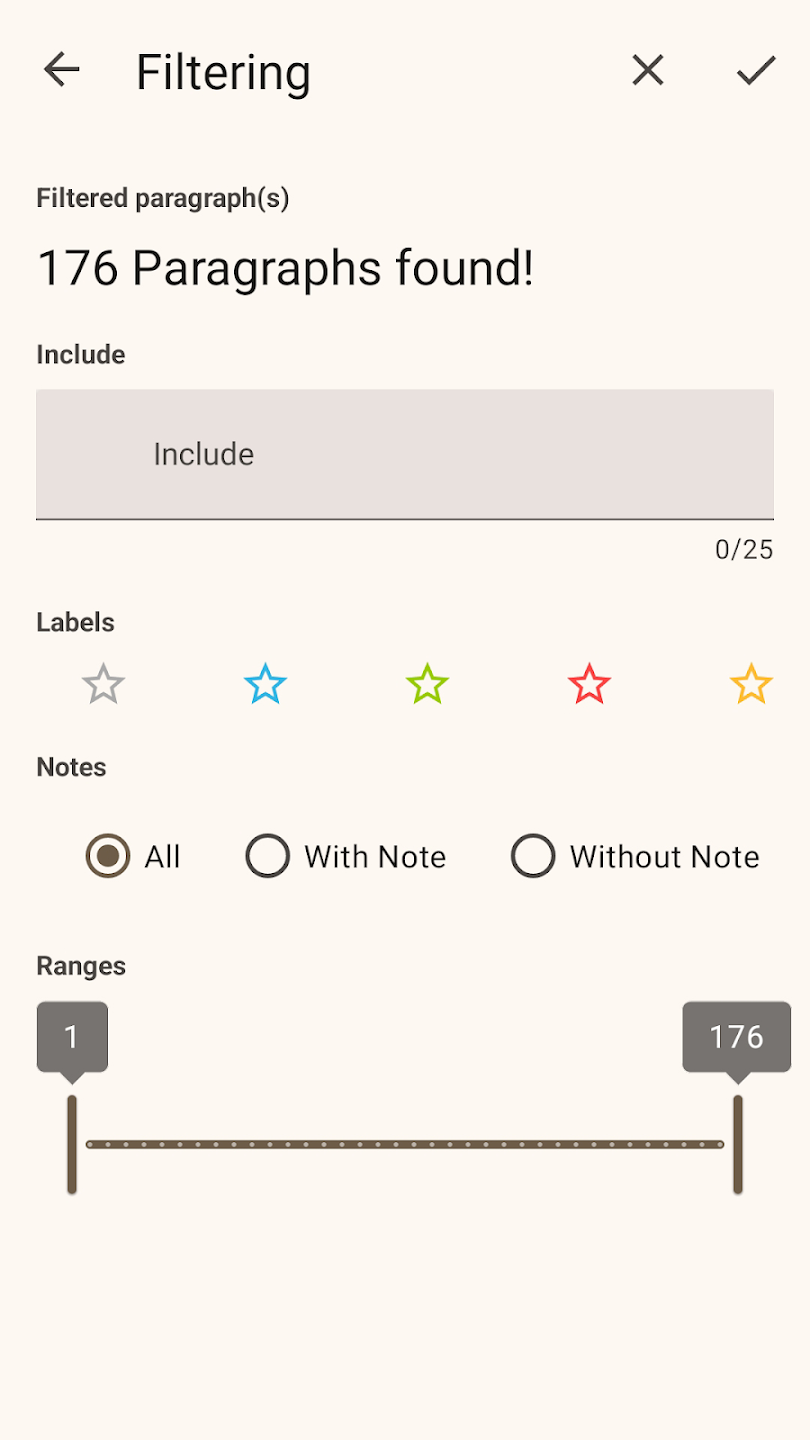 Filtering
Filtered paragraph(s)
176 Paragraphs found!
Include
Include
0/25
Labels
Notes
All With Note Without Note
Ranges
1 176